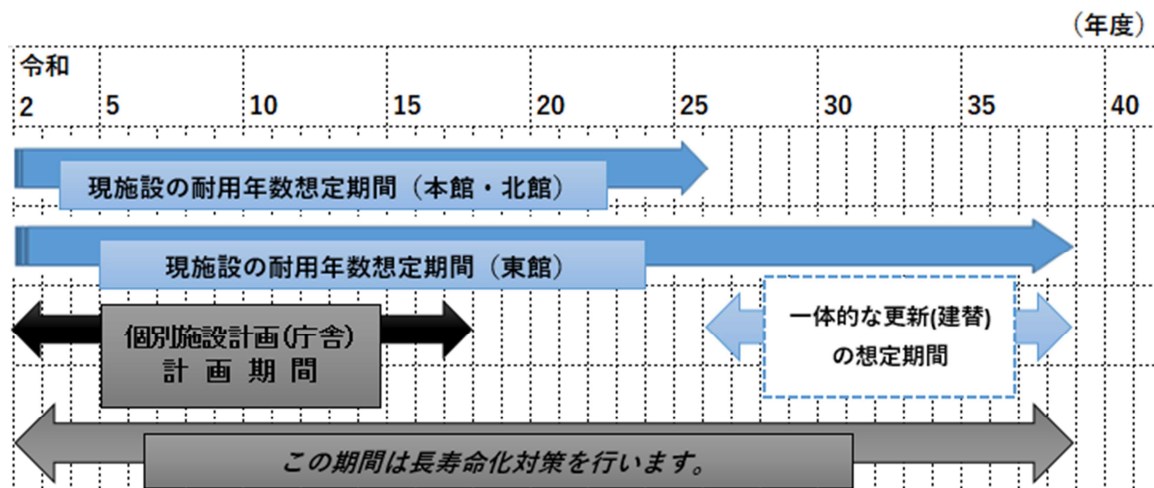 (年度)
令和
2 5 10 15 20 25 30 35 40
現施設の耐用年数想定期間（本館・北館）
現施設の耐用年数想定期間（東館）
個別施設計画(庁舎)
計画期間
一体的な更新(建替)
の想定期間
この期間は長寿命化対策を行います。